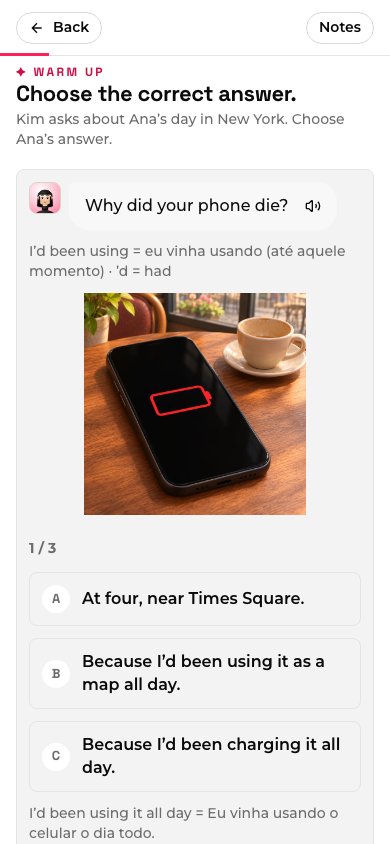 Back
Notes
WARM UP
Choose the correct answer.
Kim asks about Ana’s day in New York. Choose
Ana’s answer.
Why did your phone die?
I’d been using = eu vinha usando (até aquele
momento) · ’d = had
1 / 3
A
At four, near Times Square.
B
Because I’d been using it as a
map all day.
C
Because I’d been charging it all
day.
I’d been using it all day = Eu vinha usando o
celular o dia todo.